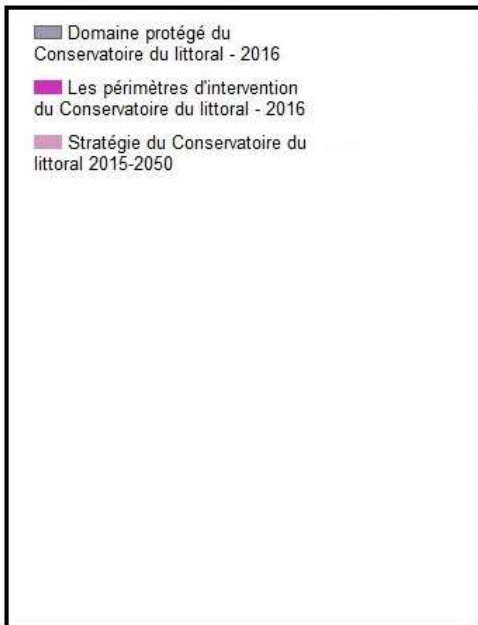 Domaine protégé du
Conservatoire du littoral - 2016
Les périmètres d'intervention
du Conservatoire du littoral - 2016
Stratégie du Conservatoire du
littoral 2015-2050